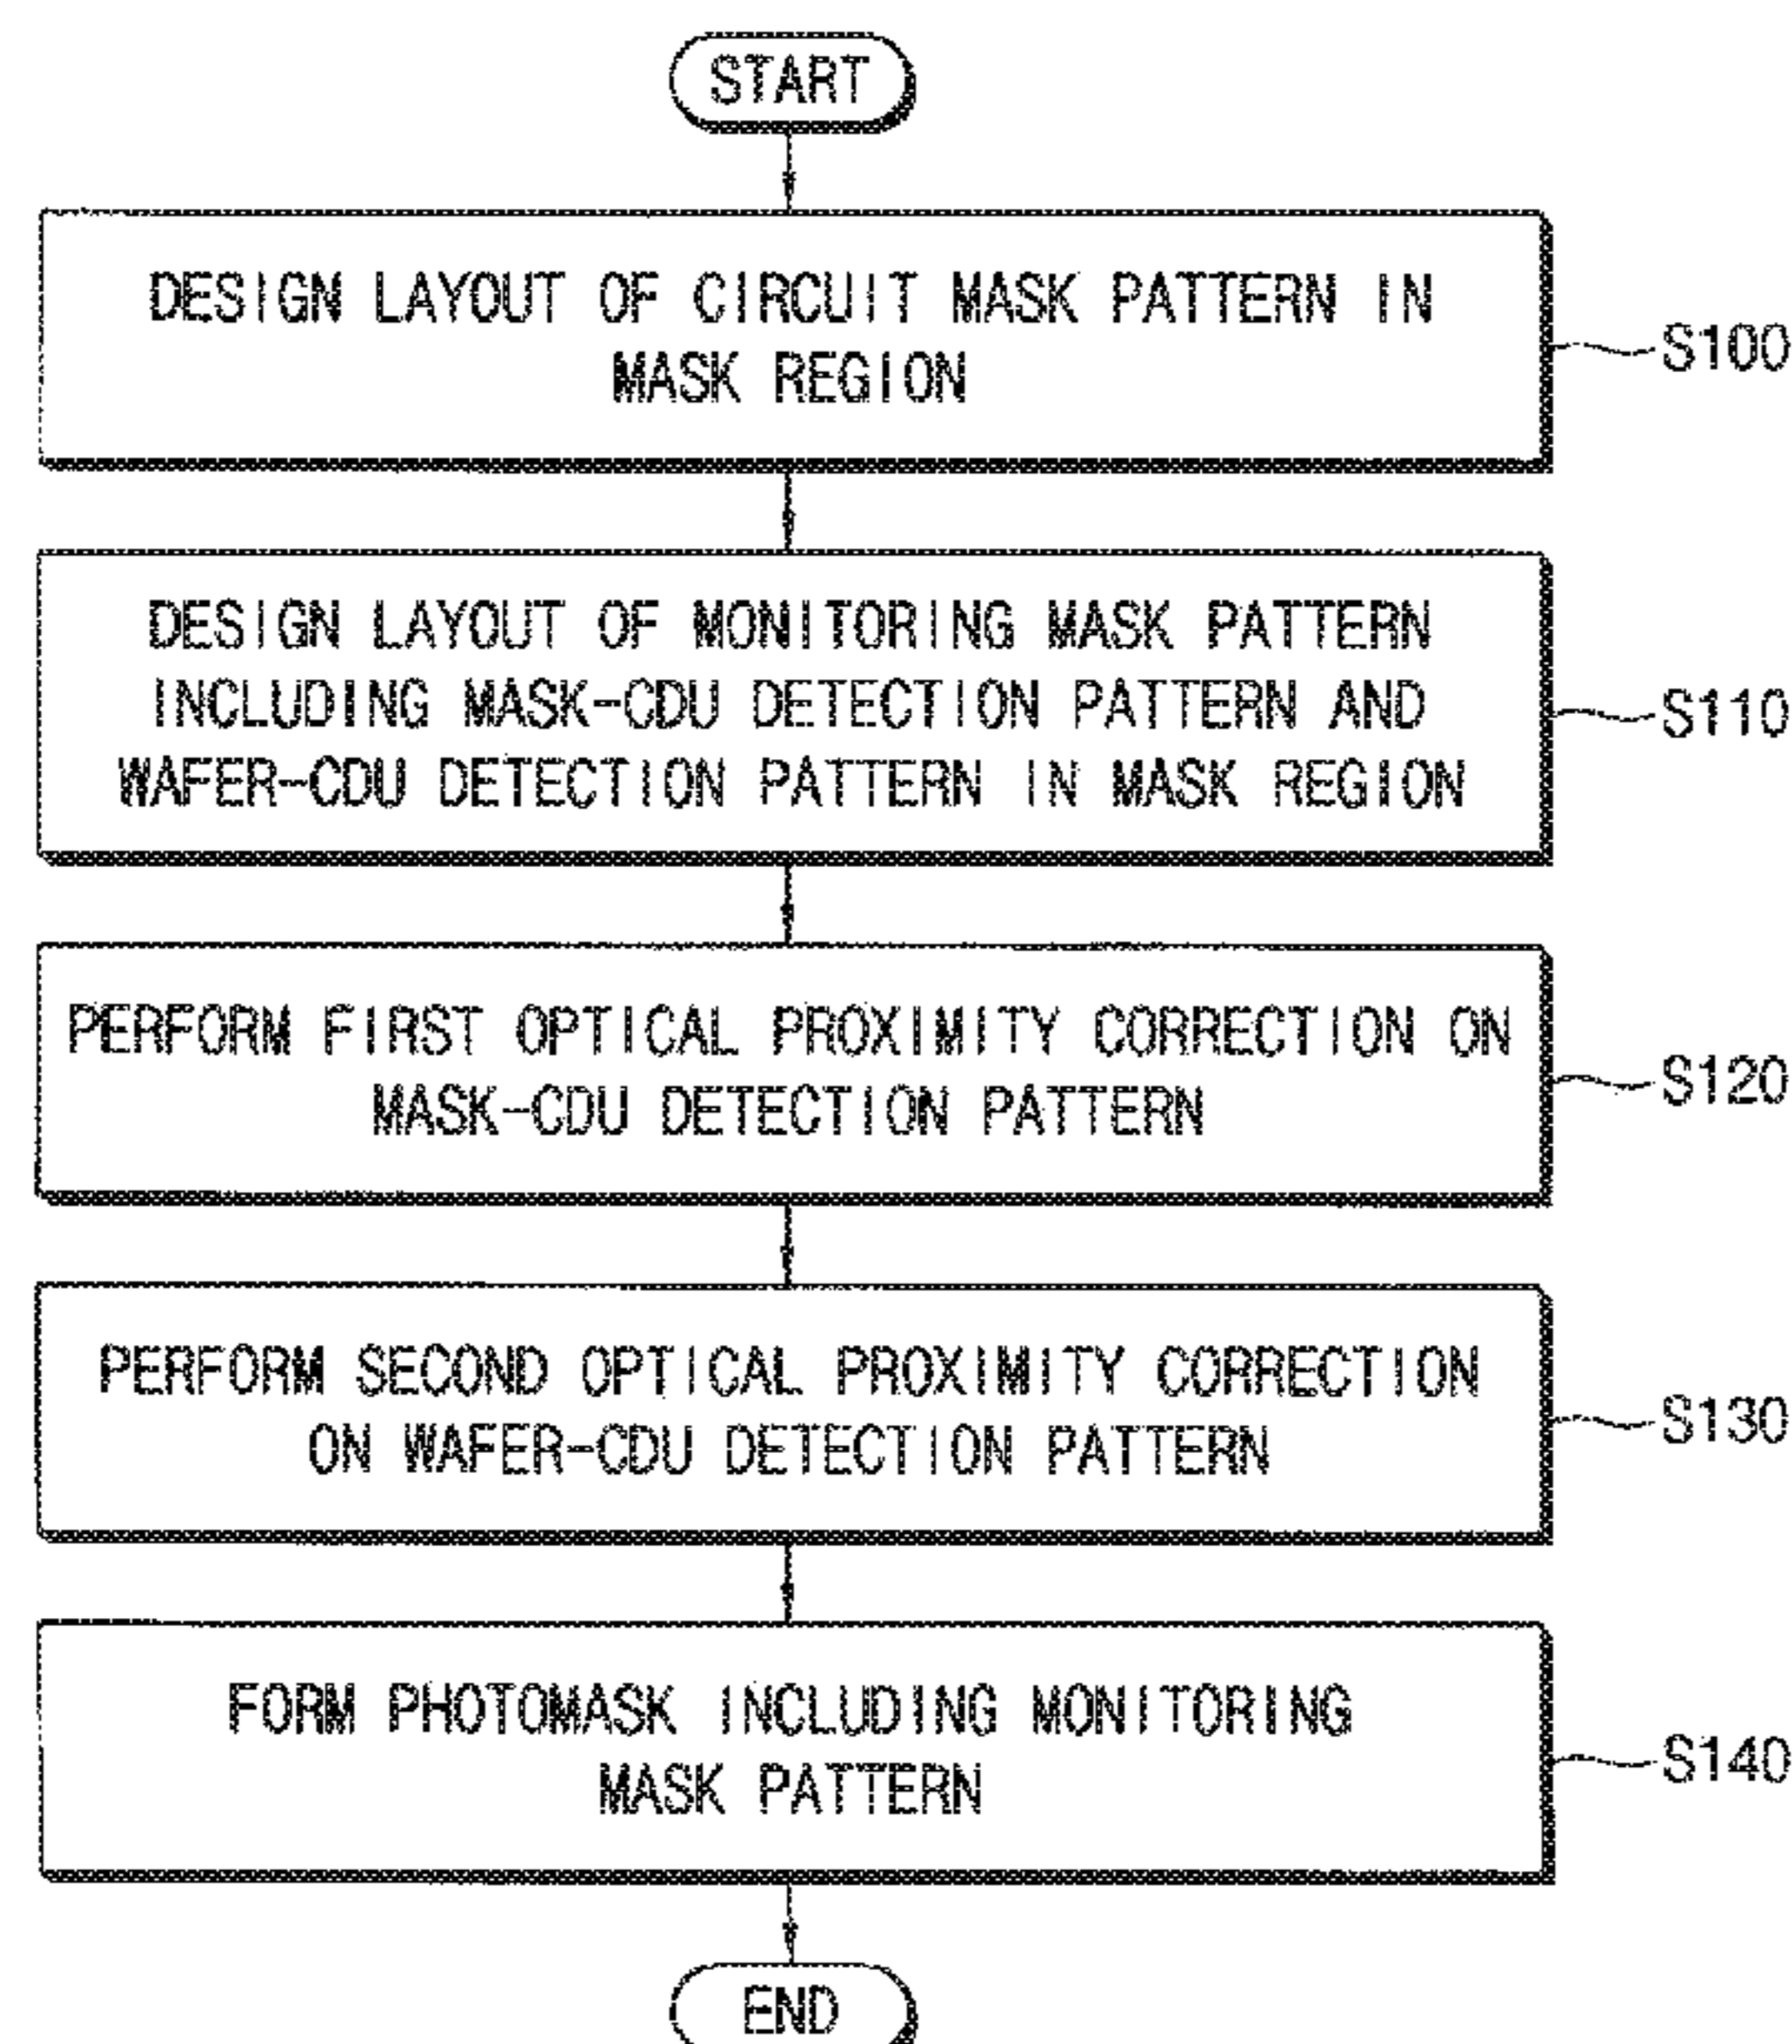 START
DESIGN LAYOUT OF CIRCUIT MASK PATTERN IN
MASK REGION
S100
DESIGN LAYOUT OF MONITORING MASK PATTERN
INCLUDING MASK-CDU DETECTION PATTERN AND
WAFER-CDU DETECTION PATTERN IN MASK REGION
S110
PERFORM FIRST OPTICAL PROXIMITY CORRECTION ON
MASK-CDU DETECTION PATTERN
S120
PERFORM SECOND OPTICAL PROXIMITY CORRECTION
ON WAFER-CDU DETECTION PATTERN
S130
FORM PHOTOMASK INCLUDING MONITORING
MASK PATTERN
S140
END